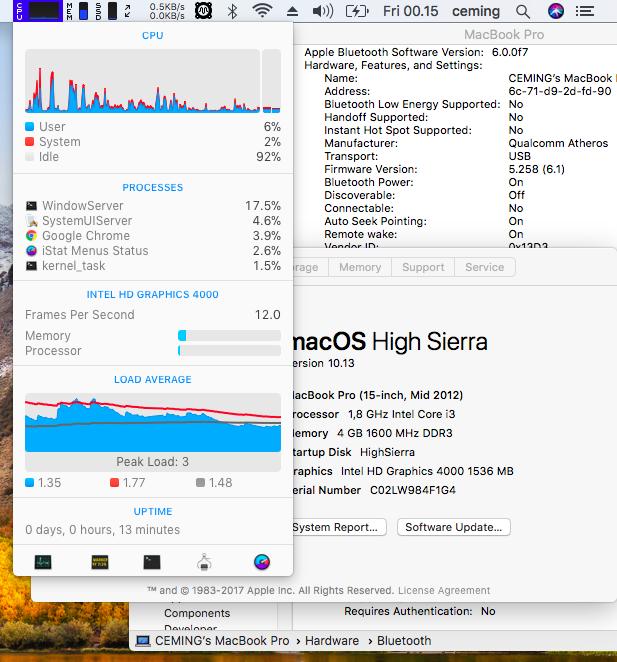 CPU
MEM
SSD
0.5KB/s
0.0KB/s
Fri 00.15
ceming
CPU
User 6%
System 2%
Idle 92%
PROCESSES
WindowServer 17.5%
SystemUIServer 4.6%
Google Chrome 3.9%
iStat Menus Status 2.6%
kernel_task 1.5%
INTEL HD GRAPHICS 4000
Frames Per Second 12.0
Memory
Processor
LOAD AVERAGE
Peak Load: 3
1.35 1.77 1.48
UPTIME
0 days, 0 hours, 13 minutes
MacBook Pro
Apple Bluetooth Software Version: 6.0.0f7
Hardware, Features, and Settings:
Name: CEMING's MacBook
Address: 6c-71-d9-2d-fd-90
Bluetooth Low Energy Supported: No
Handoff Supported: No
Instant Hot Spot Supported: No
Manufacturer: Qualcomm Atheros
Transport: USB
Firmware Version: 5.258 (6.1)
Bluetooth Power: On
Discoverable: Off
Connectable: No
Auto Seek Pointing: On
Remote wake: On
Vendor ID: 0x13D3
orage Memory Support Service
macOS High Sierra
ersion 10.13
MacBook Pro (15-inch, Mid 2012)
rocessor 1,8 GHz Intel Core i3
emory 4 GB 1600 MHz DDR3
tartup Disk HighSierra
raphics Intel HD Graphics 4000 1536 MB
erial Number C02LW984F1G4
System Report... Software Update...
™ and © 1983-2017 Apple Inc. All Rights Reserved. License Agreement
Components
Developer
Requires Authentication: No
CEMING's MacBook Pro › Hardware › Bluetooth